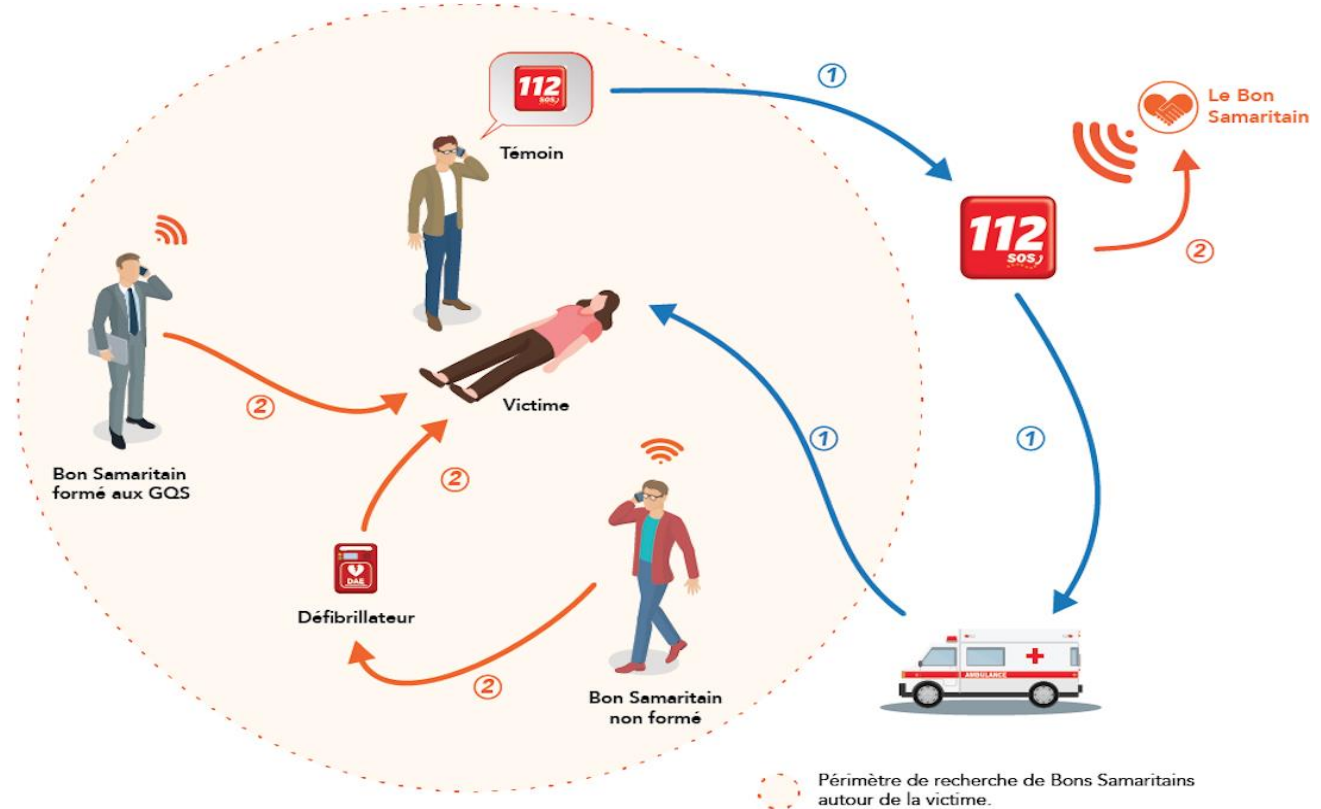 112
SOS
Témoin
1
Le Bon
Samaritain
112
SOS
2
Victime
2
1
1
Bon Samaritain
formé aux GQS
2
DAE
Défibrillateur
2
AMBULANCE
Bon Samaritain
non formé
Périmètre de recherche de Bons Samaritains
autour de la victime.